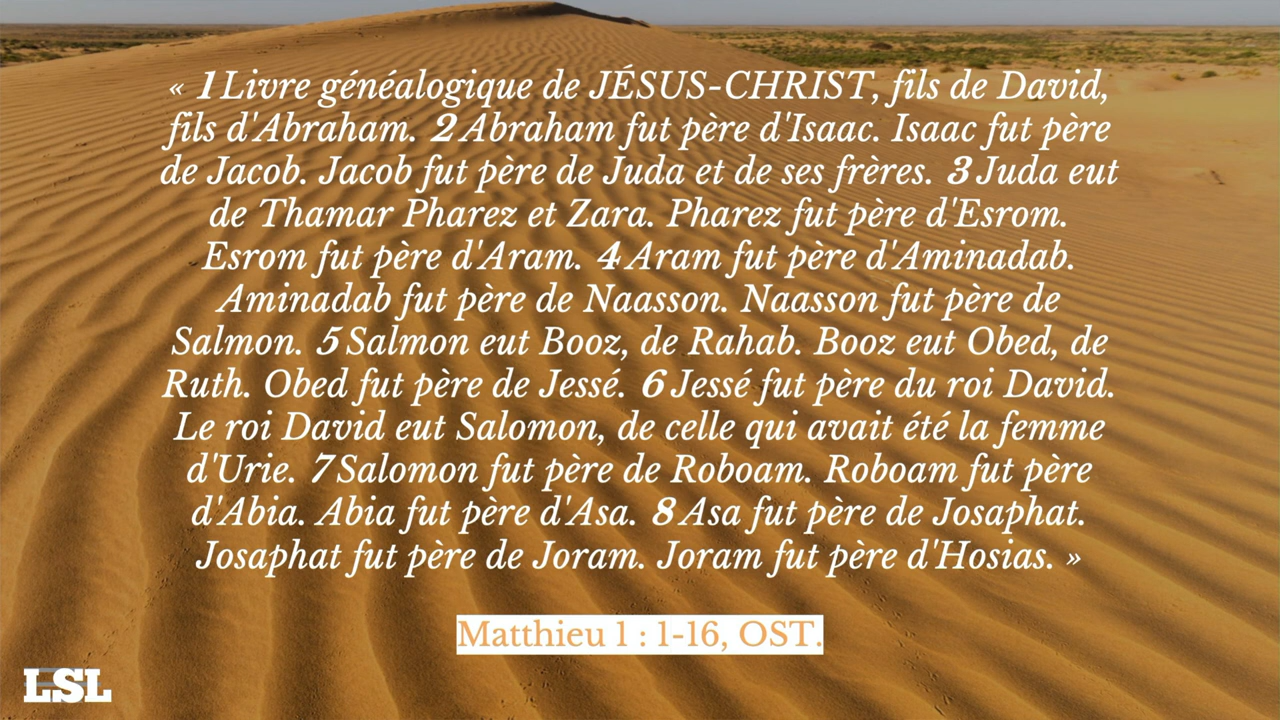 « 1 Livre généalogique de JÉSUS-CHRIST, fils de David,
fils d'Abraham. 2 Abraham fut père d'Isaac. Isaac fut père
de Jacob. Jacob fut père de Juda et de ses frères. 3 Juda eut
de Thamar Pharez et Zara. Pharez fut père d'Esrom.
Esrom fut père d'Aram. 4 Aram fut père d'Aminadab.
Aminadab fut père de Naasson. Naasson fut père de
Salmon. 5 Salmon eut Booz, de Rahab. Booz eut Obed, de
Ruth. Obed fut père de Jessé. 6 Jessé fut père du roi David.
Le roi David eut Salomon, de celle qui avait été la femme
d'Urie. 7 Salomon fut père de Roboam. Roboam fut père
d'Abia. Abia fut père d'Asa. 8 Asa fut père de Josaphat.
Josaphat fut père de Joram. Joram fut père d'Hosias. »
Matthieu 1 : 1-16, OST.
LSL